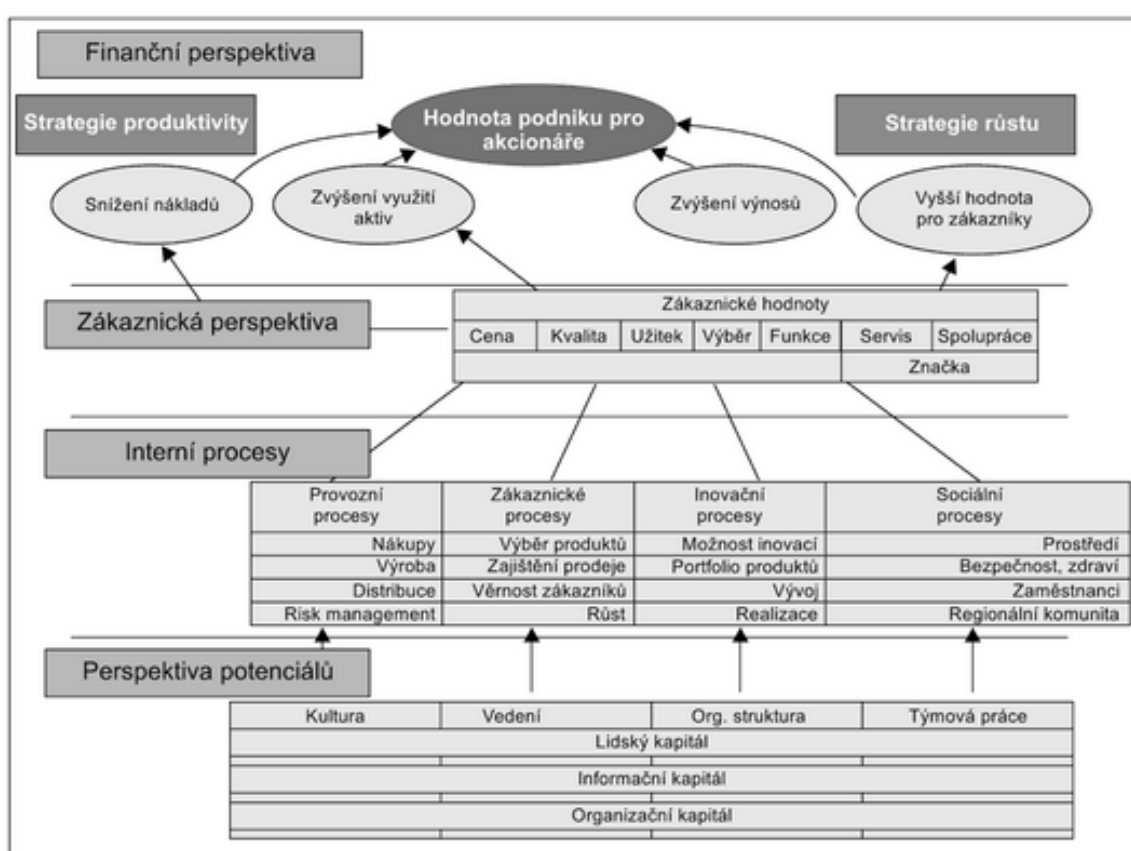 Finanční perspektiva
Strategie produktivity
Hodnota podniku pro
akcionáře
Strategie růstu
Snížení nákladů
Zvýšení využití
aktiv
Zvýšení výnosů
Vyšší hodnota
pro zákazníky
Zákaznická perspektiva
Zákaznické hodnoty
Cena Kvalita Užitek Výběr Funkce Servis Spolupráce
Značka
Interní procesy
Provozní
procesy
Zákaznické
procesy
Inovační
procesy
Sociální
procesy
Nákupy Výběr produktů Možnost inovací Prostředí
Výroba Zajištění prodeje Portfolio produktů Bezpečnost, zdraví
Distribuce Věrnost zákazníků Vývoj Zaměstnanci
Risk management Růst Realizace Regionální komunita
Perspektiva potenciálů
Kultura Vedení Org. struktura Týmová práce
Lidský kapitál
Informační kapitál
Organizační kapitál